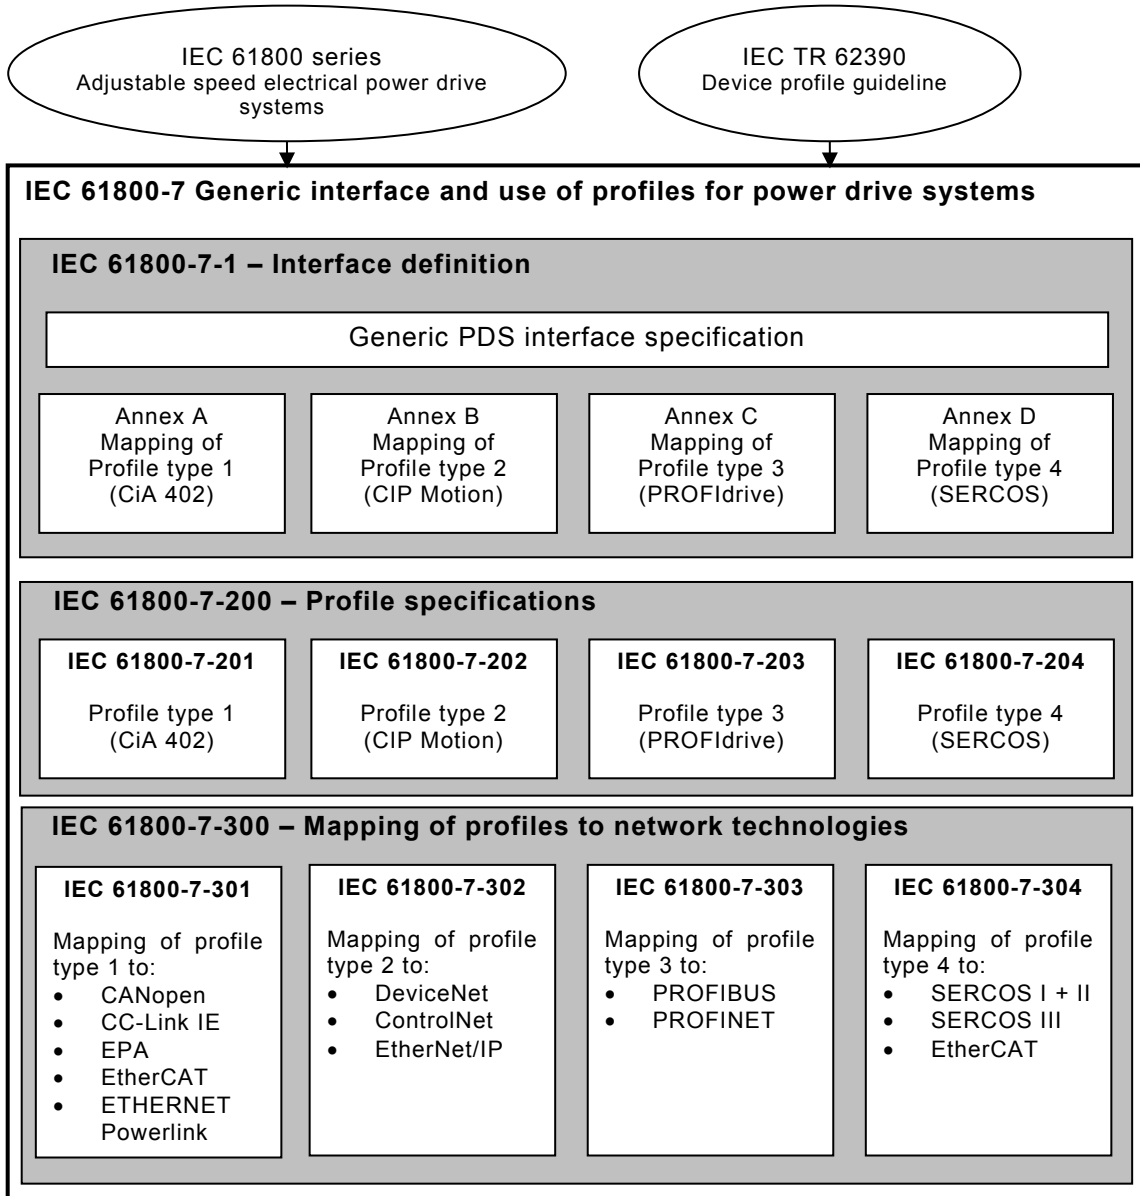 IEC 61800 series
Adjustable speed electrical power drive
systems
IEC TR 62390
Device profile guideline
IEC 61800-7 Generic interface and use of profiles for power drive systems
IEC 61800-7-1 – Interface definition
Generic PDS interface specification
Annex A
Mapping of
Profile type 1
(CiA 402)
Annex B
Mapping of
Profile type 2
(CIP Motion)
Annex C
Mapping of
Profile type 3
(PROFIdrive)
Annex D
Mapping of
Profile type 4
(SERCOS)
IEC 61800-7-200 – Profile specifications
IEC 61800-7-201
Profile type 1
(CiA 402)
IEC 61800-7-202
Profile type 2
(CIP Motion)
IEC 61800-7-203
Profile type 3
(PROFIdrive)
IEC 61800-7-204
Profile type 4
(SERCOS)
IEC 61800-7-300 – Mapping of profiles to network technologies
IEC 61800-7-301
Mapping of profile
type 1 to:
• CANopen
• CC-Link IE
• EPA
• EtherCAT
• ETHERNET
Powerlink
IEC 61800-7-302
Mapping of profile
type 2 to:
• DeviceNet
• ControlNet
• EtherNet/IP
IEC 61800-7-303
Mapping of profile
type 3 to:
• PROFIBUS
• PROFINET
IEC 61800-7-304
Mapping of profile
type 4 to:
• SERCOS I + II
• SERCOS III
• EtherCAT